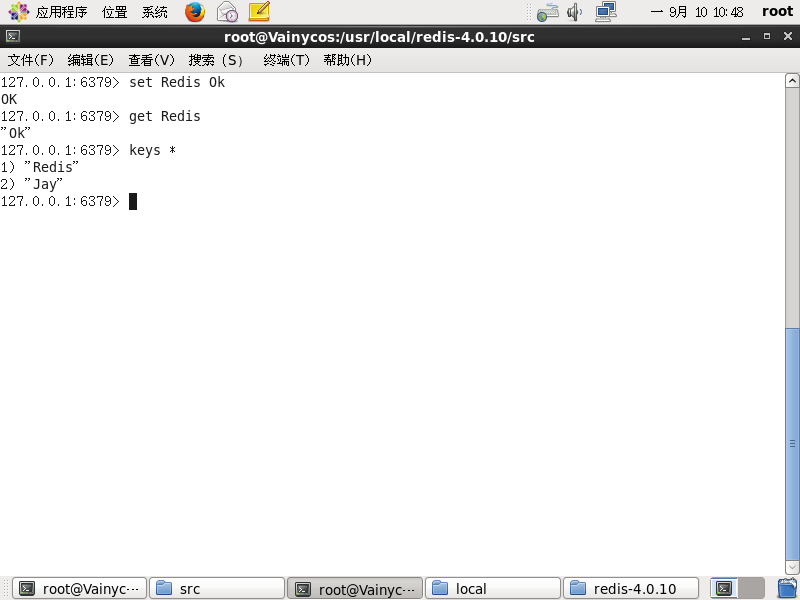 应用程序 位置 系统 一 9月 10 10:48 root
root@Vainycos:/usr/local/redis-4.0.10/src
文件(F) 编辑(E) 查看(V) 搜索 (S) 终端(T) 帮助(H)
127.0.0.1:6379> set Redis Ok
OK
127.0.0.1:6379> get Redis
"Ok"
127.0.0.1:6379> keys *
1) "Redis"
2) "Jay"
127.0.0.1:6379>
root@Vainyc··· src root@Vainyc··· local redis-4.0.10